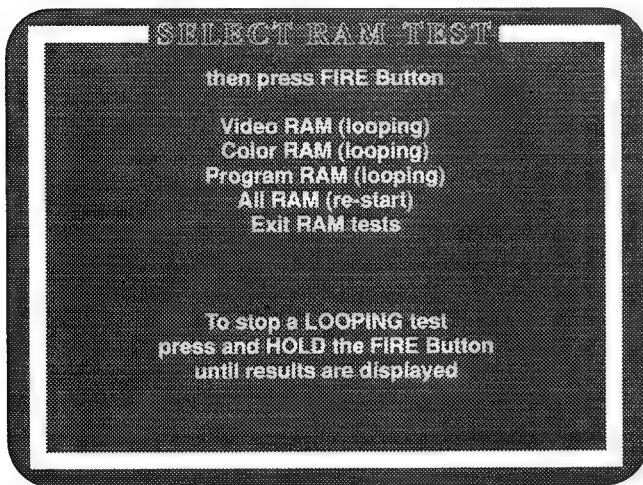 SELECT RAM TEST
then press FIRE Button
Video RAM (looping)
Color RAM (looping)
Program RAM (looping)
All RAM (re-start)
Exit RAM tests
To stop a LOOPING test
press and HOLD the FIRE Button
until results are displayed